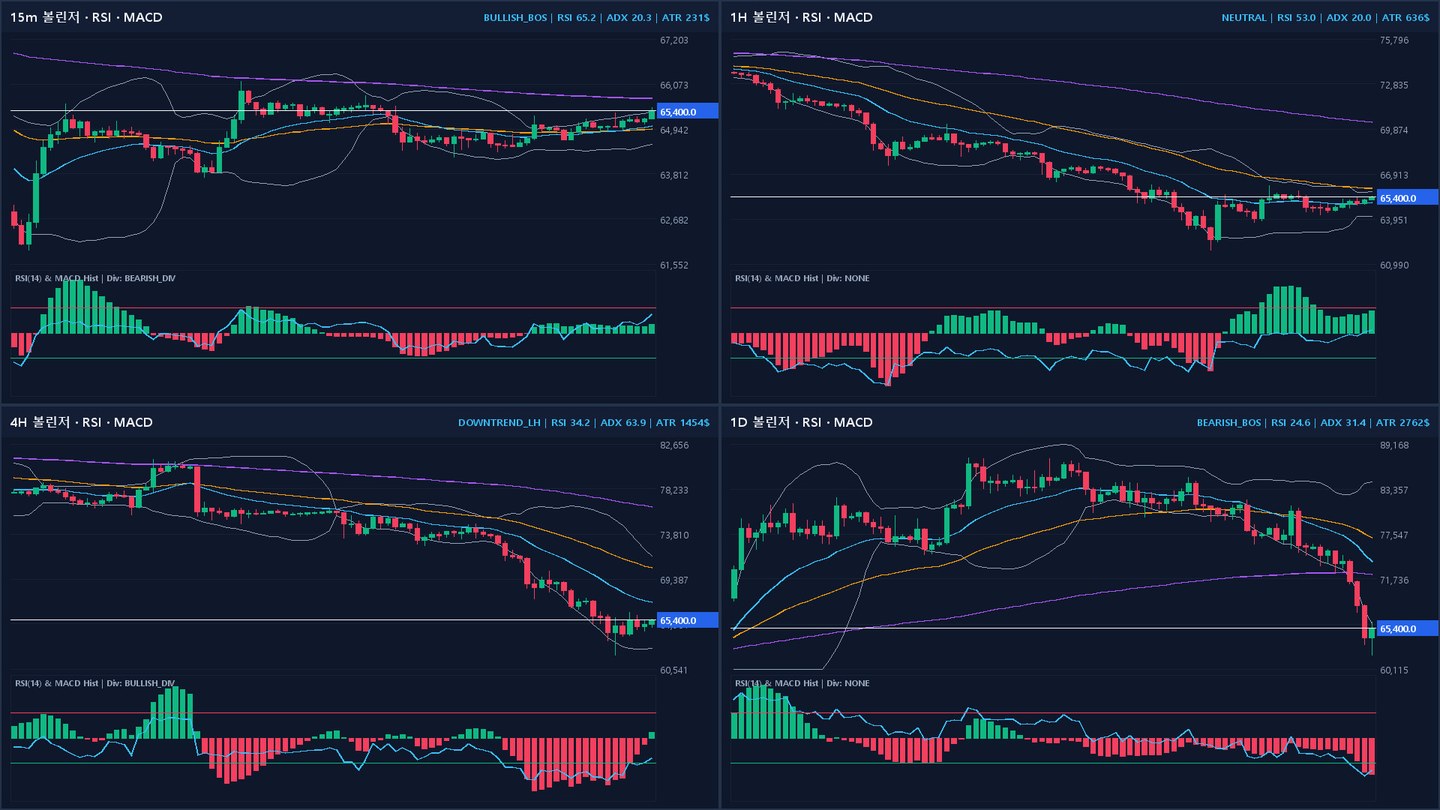 15m 볼린저 · RSI · MACD
BULLISH_BOS | RSI 65.2 | ADX 20.3 | ATR 231$
67,203
66,073
65,400.0
64,942
63,812
62,682
61,552
RSI(14) & MACD Hist | Div: BEARISH_DIV
1H 볼린저 · RSI · MACD
NEUTRAL | RSI 53.0 | ADX 20.0 | ATR 636$
75,796
72,835
69,874
66,913
65,400.0
63,951
60,990
RSI(14) & MACD Hist | Div: NONE
4H 볼린저 · RSI · MACD
DOWNTREND_LH | RSI 34.2 | ADX 63.9 | ATR 1454$
82,656
78,233
73,810
69,387
65,400.0
60,541
RSI(14) & MACD Hist | Div: BULLISH_DIV
1D 볼린저 · RSI · MACD
BEARISH_BOS | RSI 24.6 | ADX 31.4 | ATR 2762$
89,168
83,357
77,547
71,736
65,400.0
60,115
RSI(14) & MACD Hist | Div: NONE